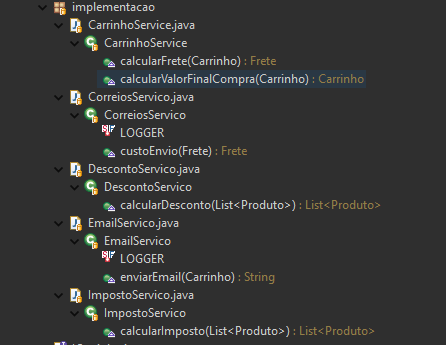 implementacao
CarrinhoService.java
CarrinhoService
calcularFrete(Carrinho) : Frete
calcularValorFinalCompra(Carrinho) : Carrinho
CorreiosServico.java
CorreiosServico
LOGGER
custoEnvio(Frete) : Frete
DescontoServico.java
DescontoServico
calcularDesconto(List<Produto>) : List<Produto>
EmailServico.java
EmailServico
LOGGER
enviarEmail(Carrinho) : String
ImpostoServico.java
ImpostoServico
calcularImposto(List<Produto>) : List<Produto>